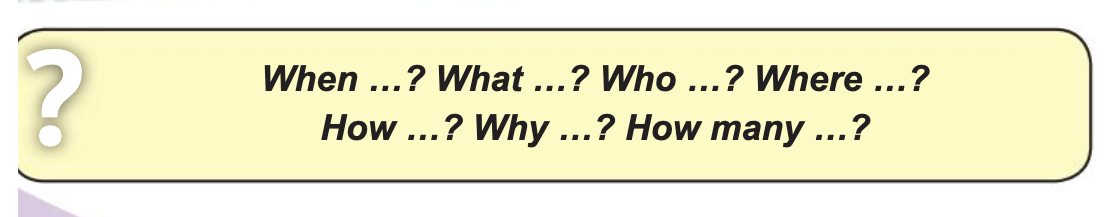 ?
When …? What …? Who …? Where …?
How …? Why …? How many …?